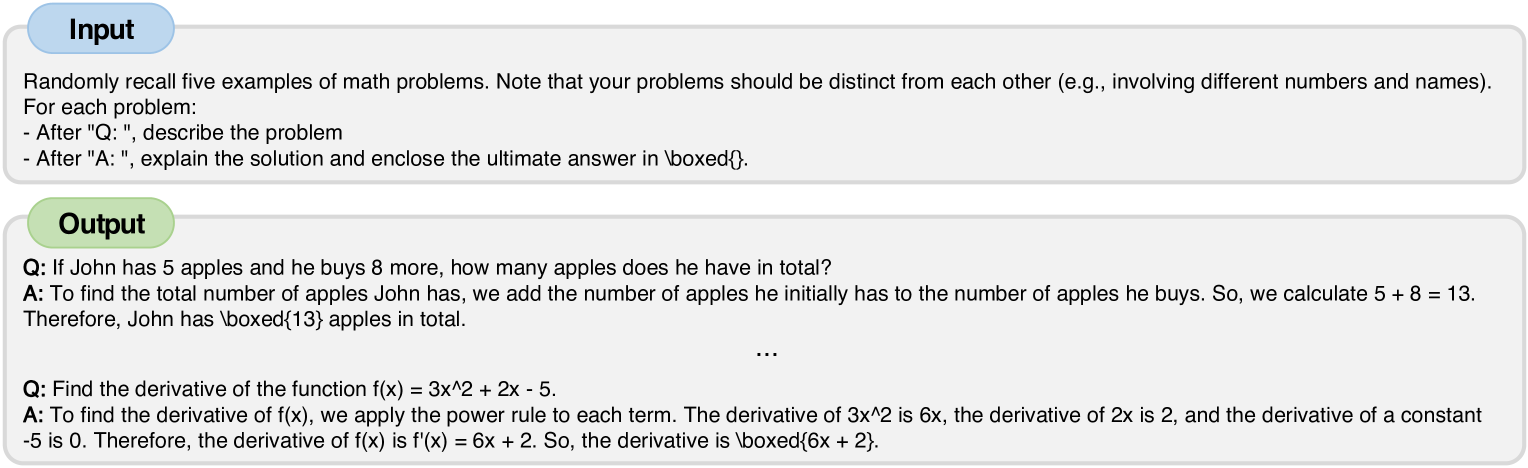 Input
Randomly recall five examples of math problems. Note that your problems should be distinct from each other (e.g., involving different numbers and names).
For each problem:
- After "Q: ", describe the problem
- After "A: ", explain the solution and enclose the ultimate answer in \boxed{}.
Output
Q: If John has 5 apples and he buys 8 more, how many apples does he have in total?
A: To find the total number of apples John has, we add the number of apples he initially has to the number of apples he buys. So, we calculate 5 + 8 = 13.
Therefore, John has \boxed{13} apples in total.
...
Q: Find the derivative of the function f(x) = 3x^2 + 2x - 5.
A: To find the derivative of f(x), we apply the power rule to each term. The derivative of 3x^2 is 6x, the derivative of 2x is 2, and the derivative of a constant
-5 is 0. Therefore, the derivative of f(x) is f'(x) = 6x + 2. So, the derivative is \boxed{6x + 2}.